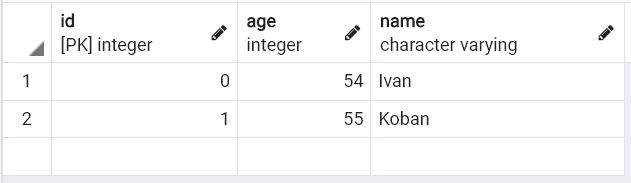 id age name
[PK] integer integer character varying
1 0 54 Ivan
2 1 55 Koban